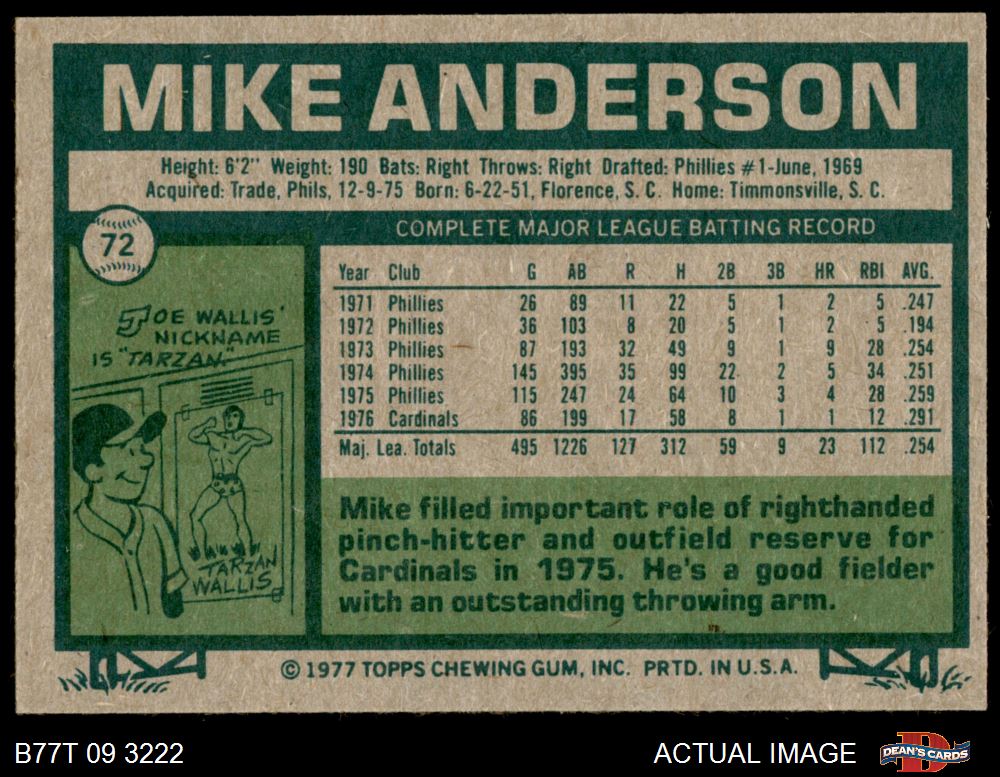 MIKE ANDERSON
Height: 6'2" Weight: 190 Bats: Right Throws: Right Drafted: Phillies #1-June, 1969
Acquired: Trade, Phils, 12-9-75 Born: 6-22-51, Florence, S. C. Home: Timmonsville, S. C.
72
JOE WALLIS'
NICKNAME
IS "TARZAN"
TARZAN
WALLIS
COMPLETE MAJOR LEAGUE BATTING RECORD
Year Club G AB R H 2B 3B HR RBI AVG.
1971 Phillies 26 89 11 22 5 1 2 5 .247
1972 Phillies 36 103 8 20 5 1 2 5 .194
1973 Phillies 87 193 32 49 9 1 9 28 .254
1974 Phillies 145 395 35 99 22 2 5 34 .251
1975 Phillies 115 247 24 64 10 3 4 28 .259
1976 Cardinals 86 199 17 58 8 1 1 12 .291
Maj. Lea. Totals 495 1226 127 312 59 9 23 112 .254
Mike filled important role of righthanded
pinch-hitter and outfield reserve for
Cardinals in 1975. He's a good fielder
with an outstanding throwing arm.
© 1977 TOPPS CHEWING GUM, INC. PRTD. IN U.S.A.
B77T 09 3222
ACTUAL IMAGE
DEAN'S CARDS